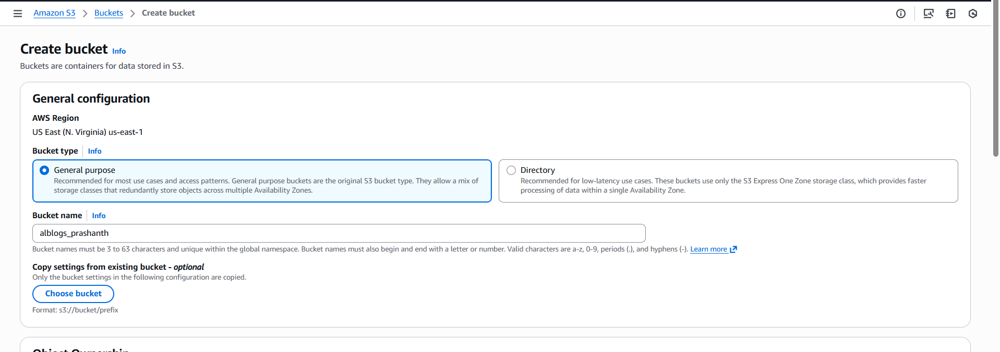 Amazon S3 > Buckets > Create bucket
Create bucket Info
Buckets are containers for data stored in S3.
General configuration
AWS Region
US East (N. Virginia) us-east-1
Bucket type Info
General purpose
Recommended for most use cases and access patterns. General purpose buckets are the original S3 bucket type. They allow a mix of
storage classes that redundantly store objects across multiple Availability Zones.
Directory
Recommended for low-latency use cases. These buckets use only the S3 Express One Zone storage class, which provides faster
processing of data within a single Availability Zone.
Bucket name Info
alblogs_prashanth
Bucket names must be 3 to 63 characters and unique within the global namespace. Bucket names must also begin and end with a letter or number. Valid characters are a-z, 0-9, periods (.), and hyphens (-). Learn more
Copy settings from existing bucket - optional
Only the bucket settings in the following configuration are copied.
Choose bucket
Format: s3://bucket/prefix
Object Ownership